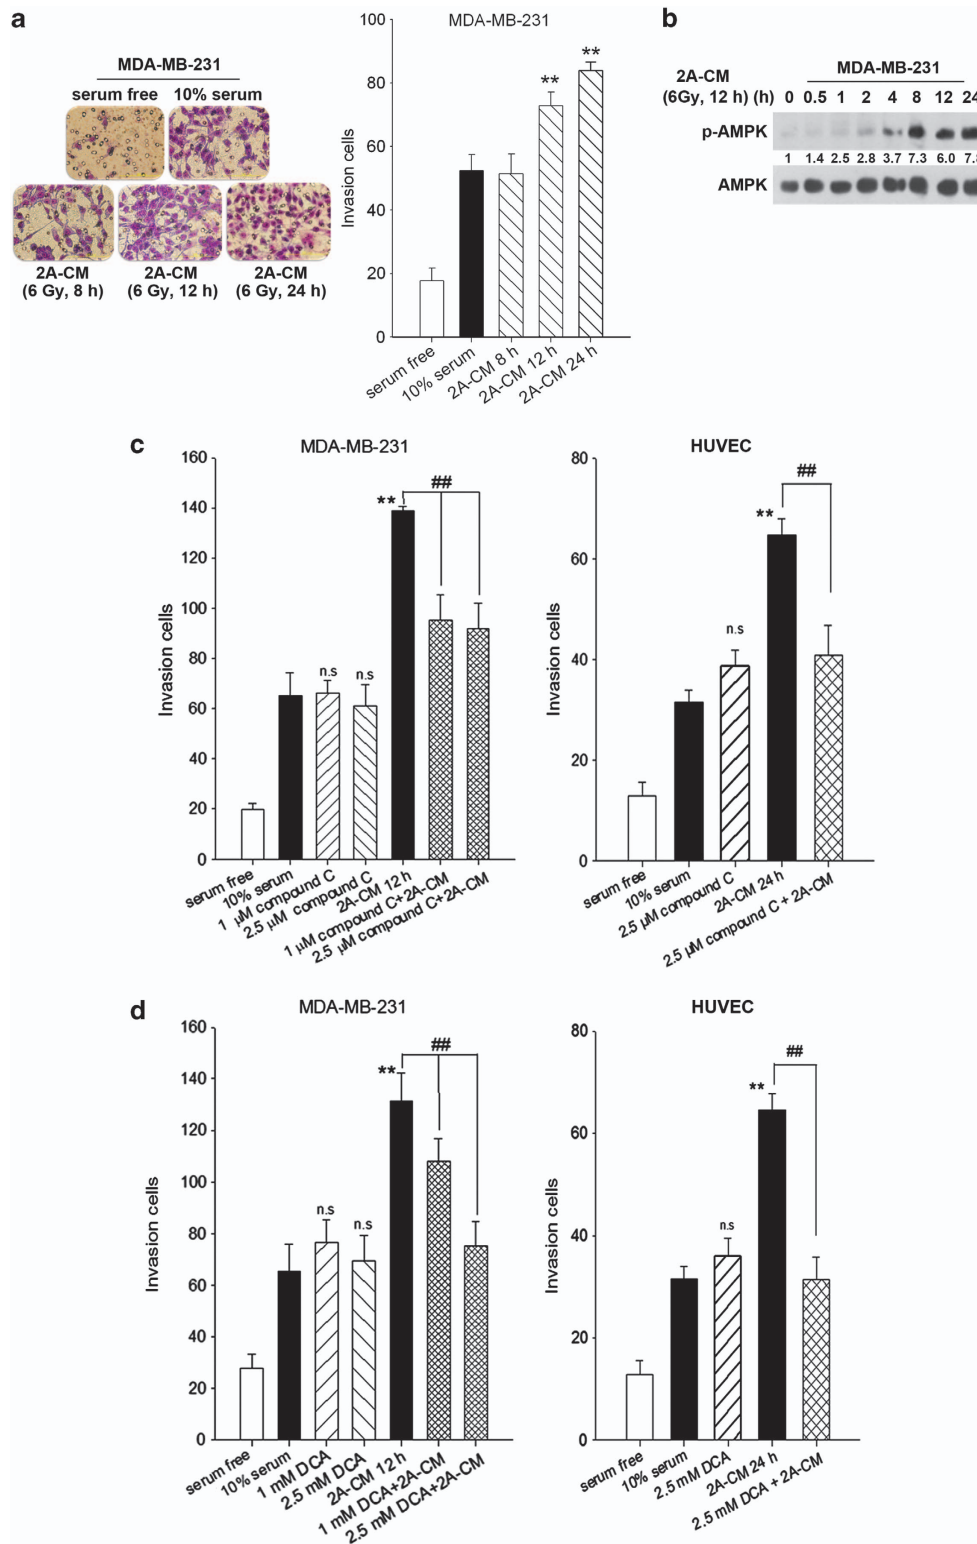 a
MDA-MB-231
serum free 10% serum
2A-CM
(6 Gy, 8 h)
2A-CM
(6 Gy, 12 h)
2A-CM
(6 Gy, 24 h)
MDA-MB-231
Invasion cells
100
80
60
40
20
0
**
**
serum free
10% serum
2A-CM 8 h
2A-CM 12 h
2A-CM 24 h
b
2A-CM
MDA-MB-231
(6Gy, 12 h) (h) 0 0.5 1 2 4 8 12 24
p-AMPK
1 1.4 2.5 2.8 3.7 7.3 6.0 7.8
AMPK
c
MDA-MB-231
Invasion cells
160
140
120
100
80
60
40
20
0
n.s
n.s
**
##
serum free
10% serum
1 µM compound C
2.5 µM compound C
2A-CM 12 h
1 µM compound C+2A-CM
2.5 µM compound C+2A-CM
HUVEC
Invasion cells
80
60
40
20
0
n.s
**
##
serum free
10% serum
2.5 µM compound C
2A-CM 24 h
2.5 µM compound C + 2A-CM
d
MDA-MB-231
Invasion cells
160
140
120
100
80
60
40
20
0
n.s
n.s
**
##
serum free
10% serum
1 mM DCA
2.5 mM DCA
2A-CM 12 h
1 mM DCA+2A-CM
2.5 mM DCA+2A-CM
HUVEC
Invasion cells
80
60
40
20
0
n.s
**
##
serum free
10% serum
2.5 mM DCA
2A-CM 24 h
2.5 mM DCA + 2A-CM